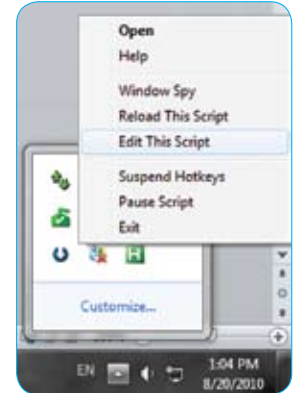 Open
Help
Window Spy
Reload This Script
Edit This Script
Suspend Hotkeys
Pause Script
Exit
H
Customize...
EN
1:04 PM
8/20/2010